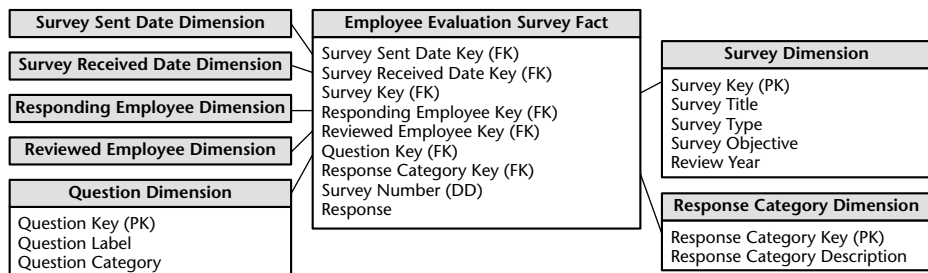 Survey Sent Date Dimension
Survey Received Date Dimension
Responding Employee Dimension
Reviewed Employee Dimension
Question Dimension
Question Key (PK)
Question Label
Question Category
Employee Evaluation Survey Fact
Survey Sent Date Key (FK)
Survey Received Date Key (FK)
Survey Key (FK)
Responding Employee Key (FK)
Reviewed Employee Key (FK)
Question Key (FK)
Response Category Key (FK)
Survey Number (DD)
Response
Survey Dimension
Survey Key (PK)
Survey Title
Survey Type
Survey Objective
Review Year
Response Category Dimension
Response Category Key (PK)
Response Category Description